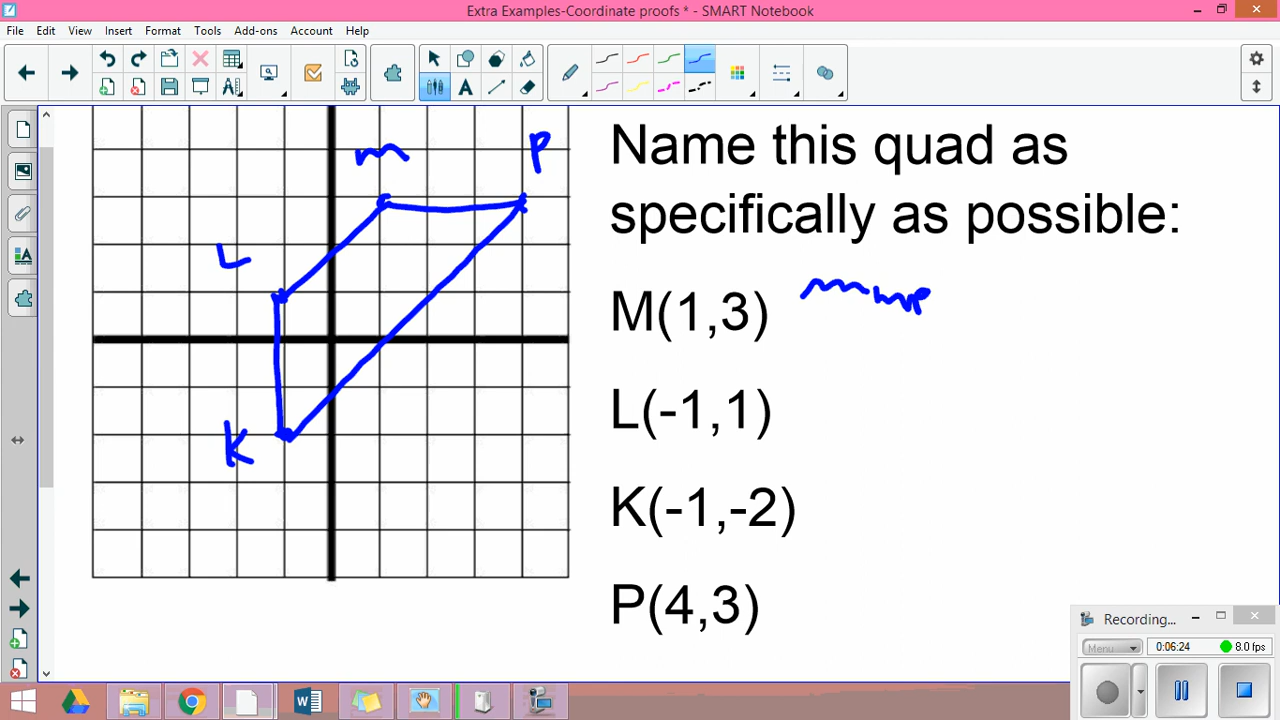 Extra Examples-Coordinate proofs * - SMART Notebook
File Edit View Insert Format Tools Add-ons Account Help
m
P
L
K
Name this quad as
specifically as possible:
M(1,3)
L(-1,1)
K(-1,-2)
P(4,3)
Recording...
Menu
0:06:24
8.0 fps